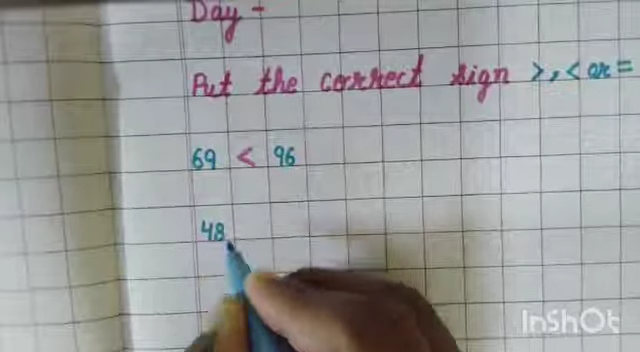 Day -
Put the correct sign >, < or =
69 < 96
48
InShOt